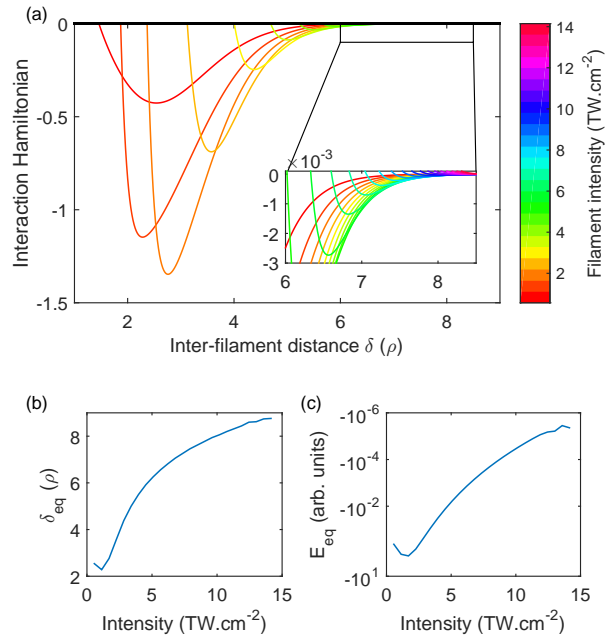 (a)
0
-0.5
-1
-1.5
Interaction Hamiltonian
2 4 6 8
Inter-filament distance δ (ρ)
×10⁻³
0
-1
-2
-3
6 7 8
14
12
10
8
6
4
2
Filament intensity (TW.cm⁻²)
(b)
8
6
4
2
δeq (ρ)
0 5 10 15
Intensity (TW.cm⁻²)
(c)
-10⁻⁶
-10⁻⁴
-10⁻²
-10¹
Eeq (arb. units)
0 5 10 15
Intensity (TW.cm⁻²)